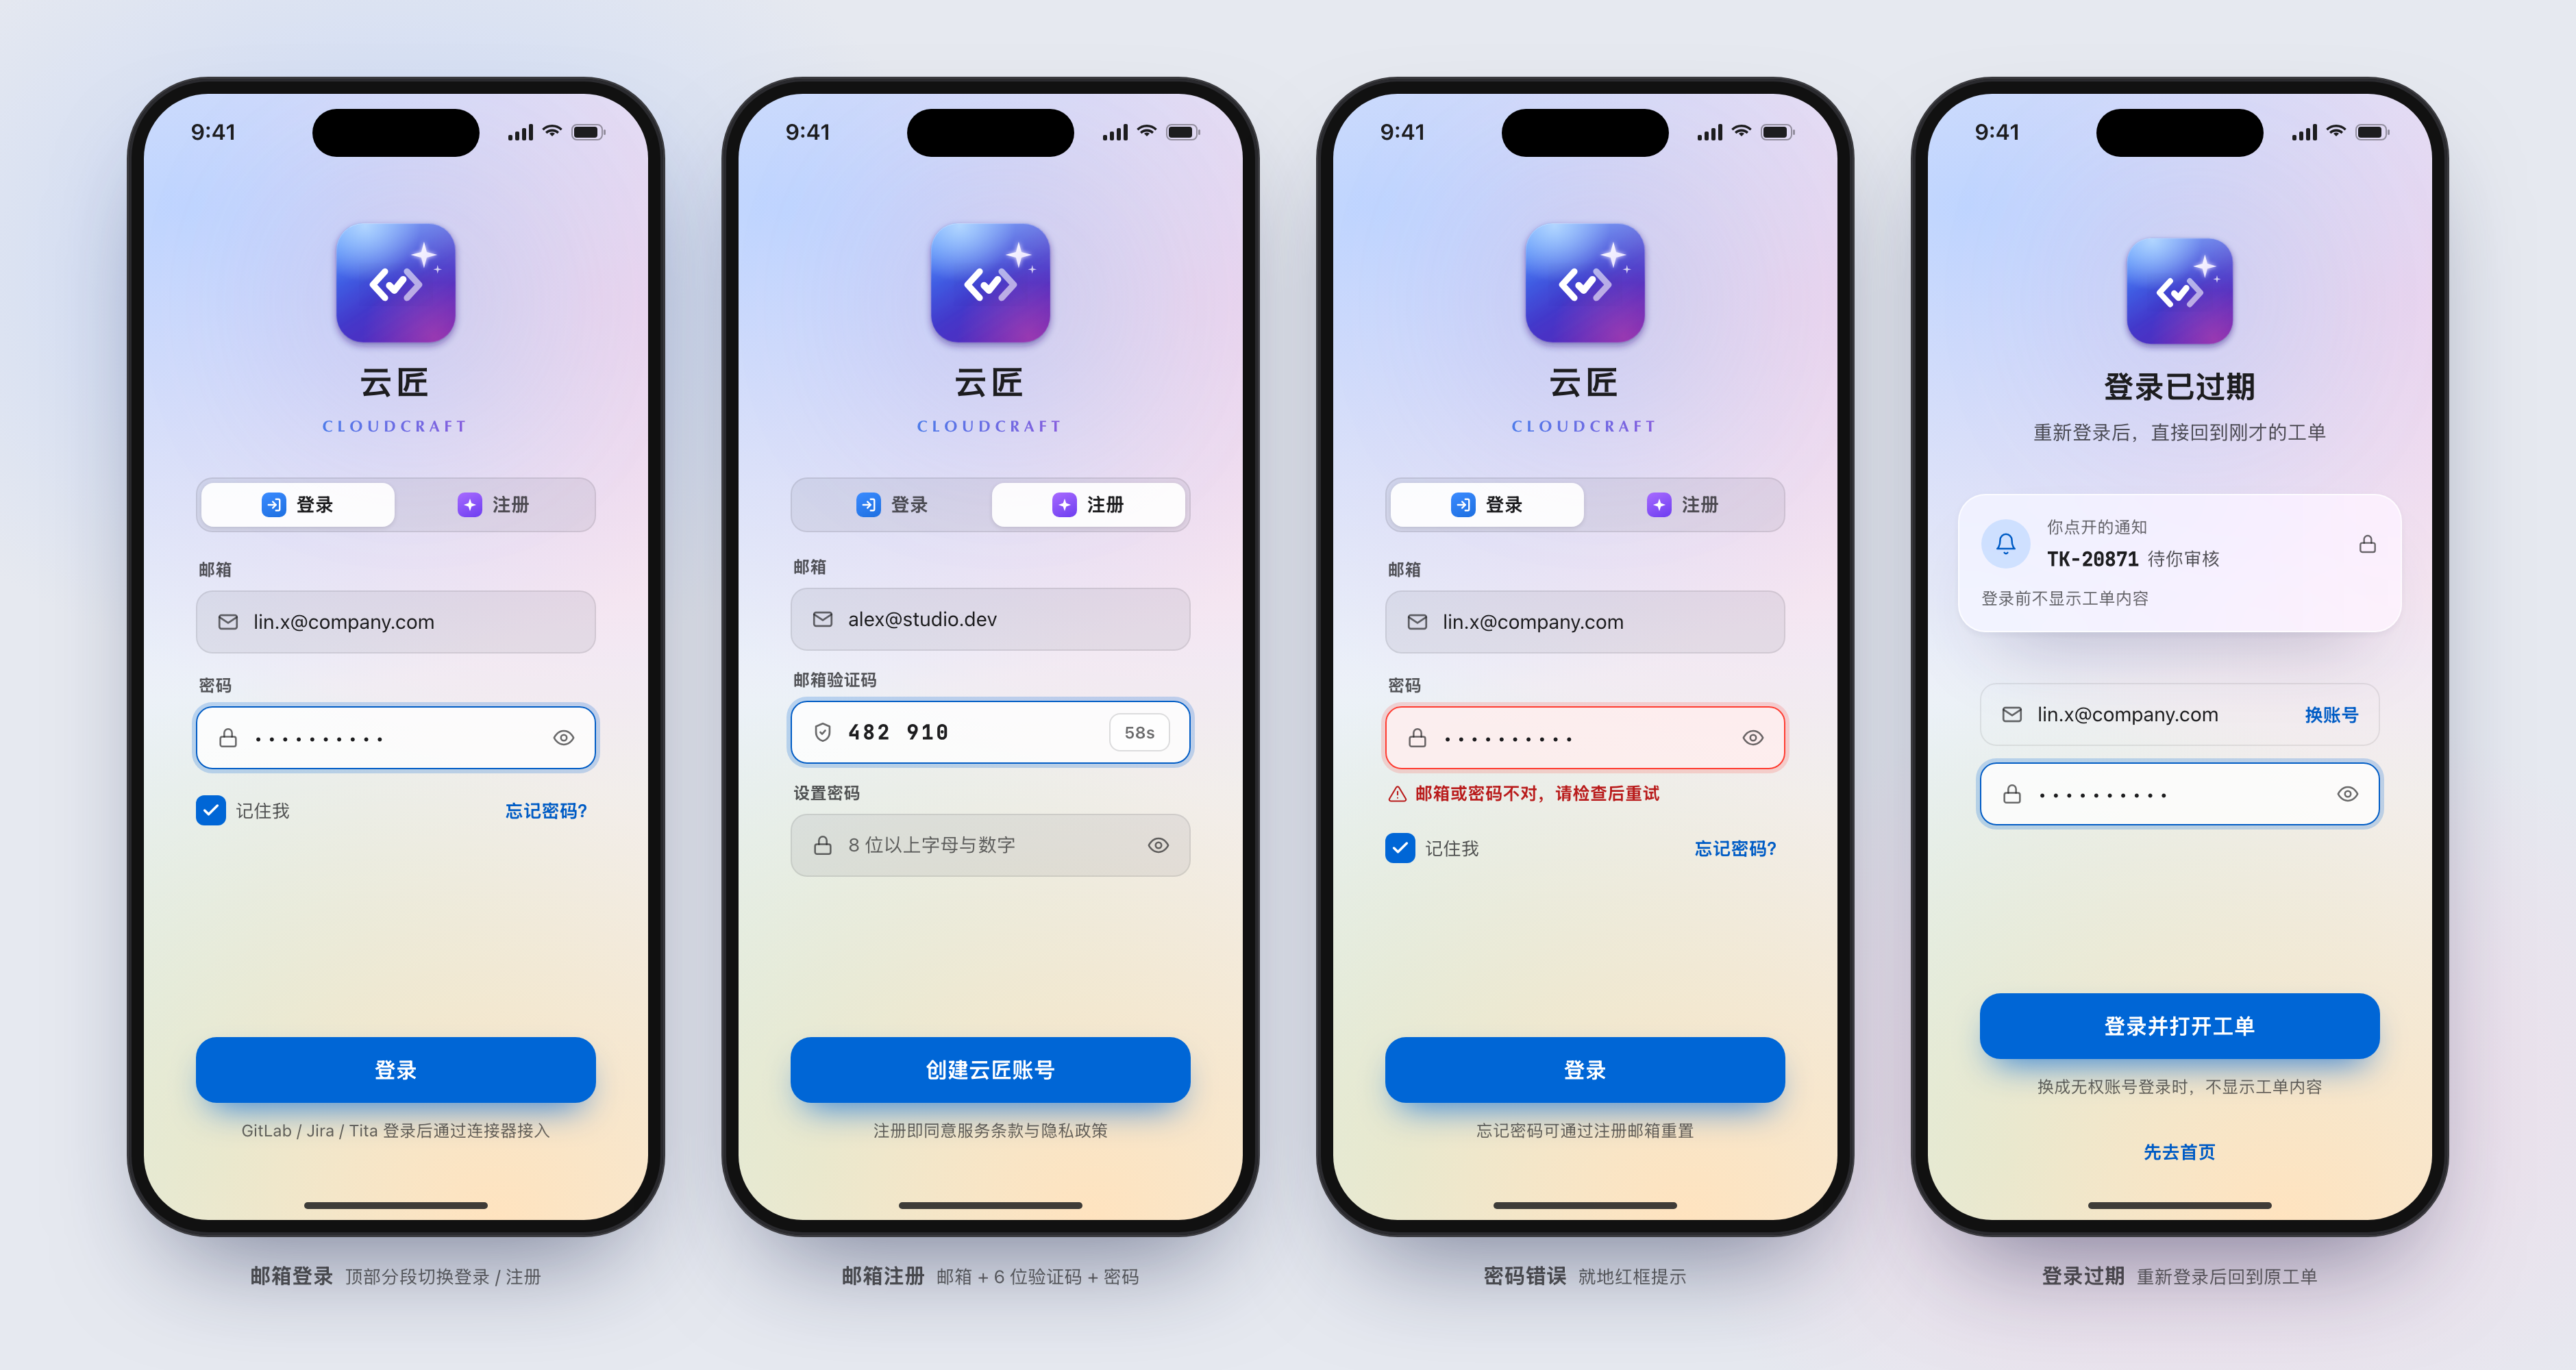 9:41
云匠
CLOUDCRAFT
登录 注册
邮箱
lin.x@company.com
密码
••••••••••
记住我 忘记密码?
登录
GitLab / Jira / Tita 登录后通过连接器接入
邮箱登录 顶部分段切换登录 / 注册
9:41
云匠
CLOUDCRAFT
登录 注册
邮箱
alex@studio.dev
邮箱验证码
482 910 58s
设置密码
8 位以上字母与数字
创建云匠账号
注册即同意服务条款与隐私政策
邮箱注册 邮箱 + 6 位验证码 + 密码
9:41
云匠
CLOUDCRAFT
登录 注册
邮箱
lin.x@company.com
密码
••••••••••
邮箱或密码不对，请检查后重试
记住我 忘记密码?
登录
忘记密码可通过注册邮箱重置
密码错误 就地红框提示
9:41
登录已过期
重新登录后，直接回到刚才的工单
你点开的通知
TK-20871 待你审核
登录前不显示工单内容
lin.x@company.com 换账号
••••••••••
登录并打开工单
换成无权账号登录时，不显示工单内容
先去首页
登录过期 重新登录后回到原工单